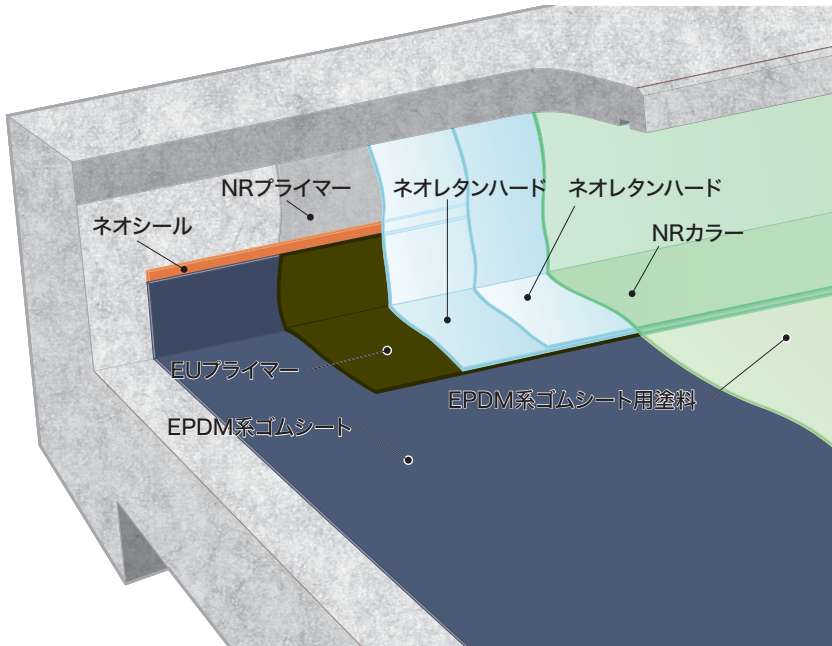 NRプライマー
ネオレタンハード
ネオレタンハード
ネオシール
NRカラー
EUプライマー
EPDM系ゴムシート用塗料
EPDM系ゴムシート